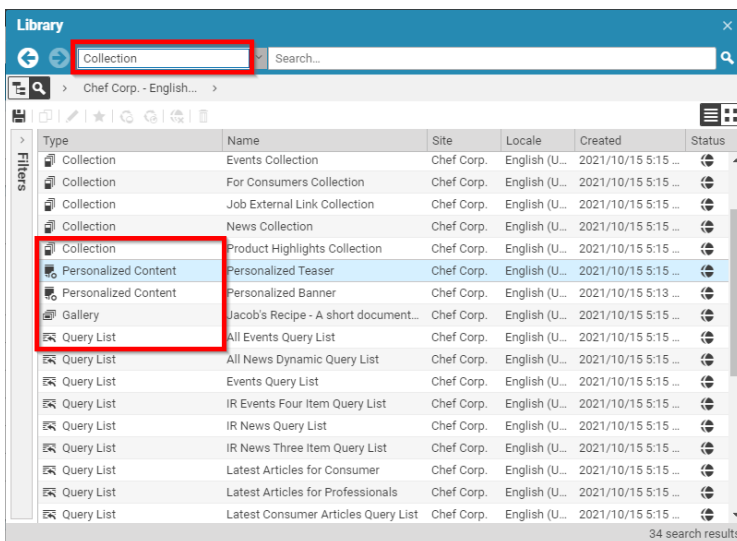 Library
Collection Search...
Chef Corp. - English...
Type Name Site Locale Created Status
Filters
Collection Events Collection Chef Corp. English (U... 2021/10/15 5:15 ...
Collection For Consumers Collection Chef Corp. English (U... 2021/10/15 5:15 ...
Collection Job External Link Collection Chef Corp. English (U... 2021/10/15 5:15 ...
Collection News Collection Chef Corp. English (U... 2021/10/15 5:15 ...
Collection Product Highlights Collection Chef Corp. English (U... 2021/10/15 5:15 ...
Personalized Content Personalized Teaser Chef Corp. English (U... 2021/10/15 5:15 ...
Personalized Content Personalized Banner Chef Corp. English (U... 2021/10/15 5:13 ...
Gallery Jacob's Recipe - A short document... Chef Corp. English (U... 2021/10/15 5:15 ...
Query List All Events Query List Chef Corp. English (U... 2021/10/15 5:15 ...
Query List All News Dynamic Query List Chef Corp. English (U... 2021/10/15 5:15 ...
Query List Events Query List Chef Corp. English (U... 2021/10/15 5:15 ...
Query List IR Events Four Item Query List Chef Corp. English (U... 2021/10/15 5:15 ...
Query List IR News Query List Chef Corp. English (U... 2021/10/15 5:15 ...
Query List IR News Three Item Query List Chef Corp. English (U... 2021/10/15 5:15 ...
Query List Latest Articles for Consumer Chef Corp. English (U... 2021/10/15 5:15 ...
Query List Latest Articles for Professionals Chef Corp. English (U... 2021/10/15 5:15 ...
Query List Latest Consumer Articles Query List Chef Corp. English (U... 2021/10/15 5:15 ...
34 search results